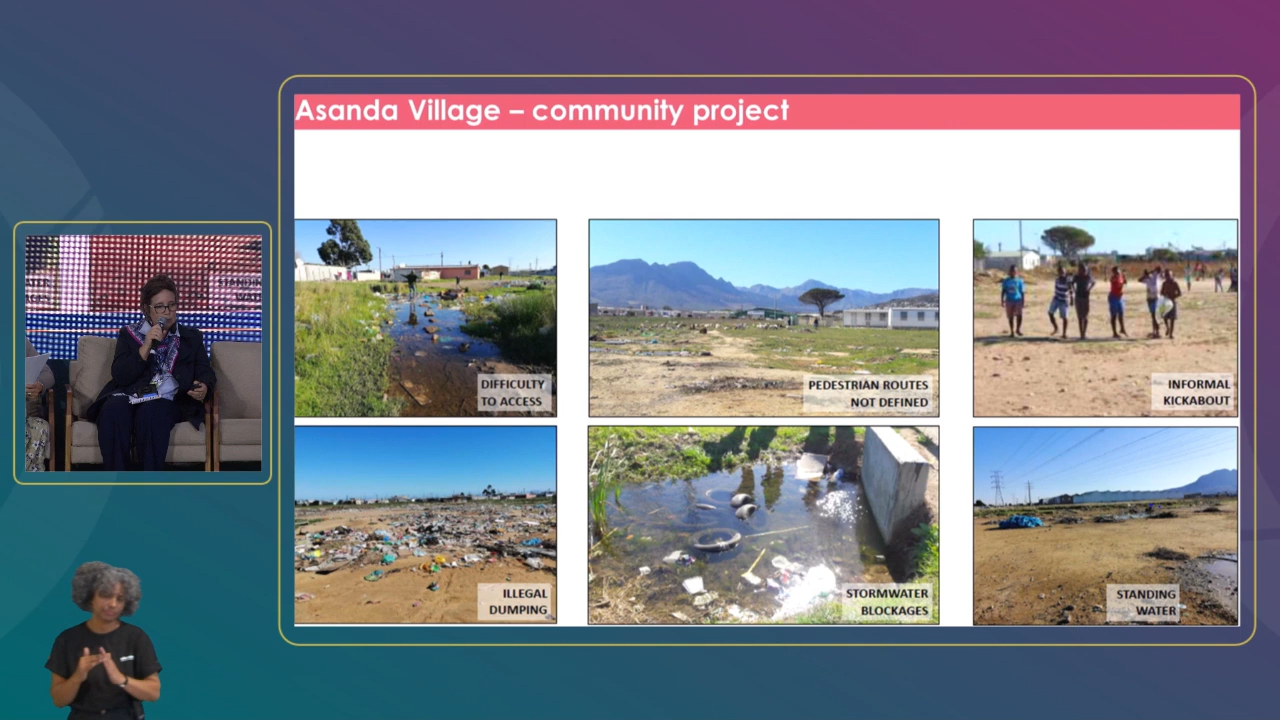 Asanda Village – community project
DIFFICULTY
TO ACCESS
PEDESTRIAN ROUTES
NOT DEFINED
INFORMAL
KICKABOUT
ILLEGAL
DUMPING
STORMWATER
BLOCKAGES
STANDING
WATER